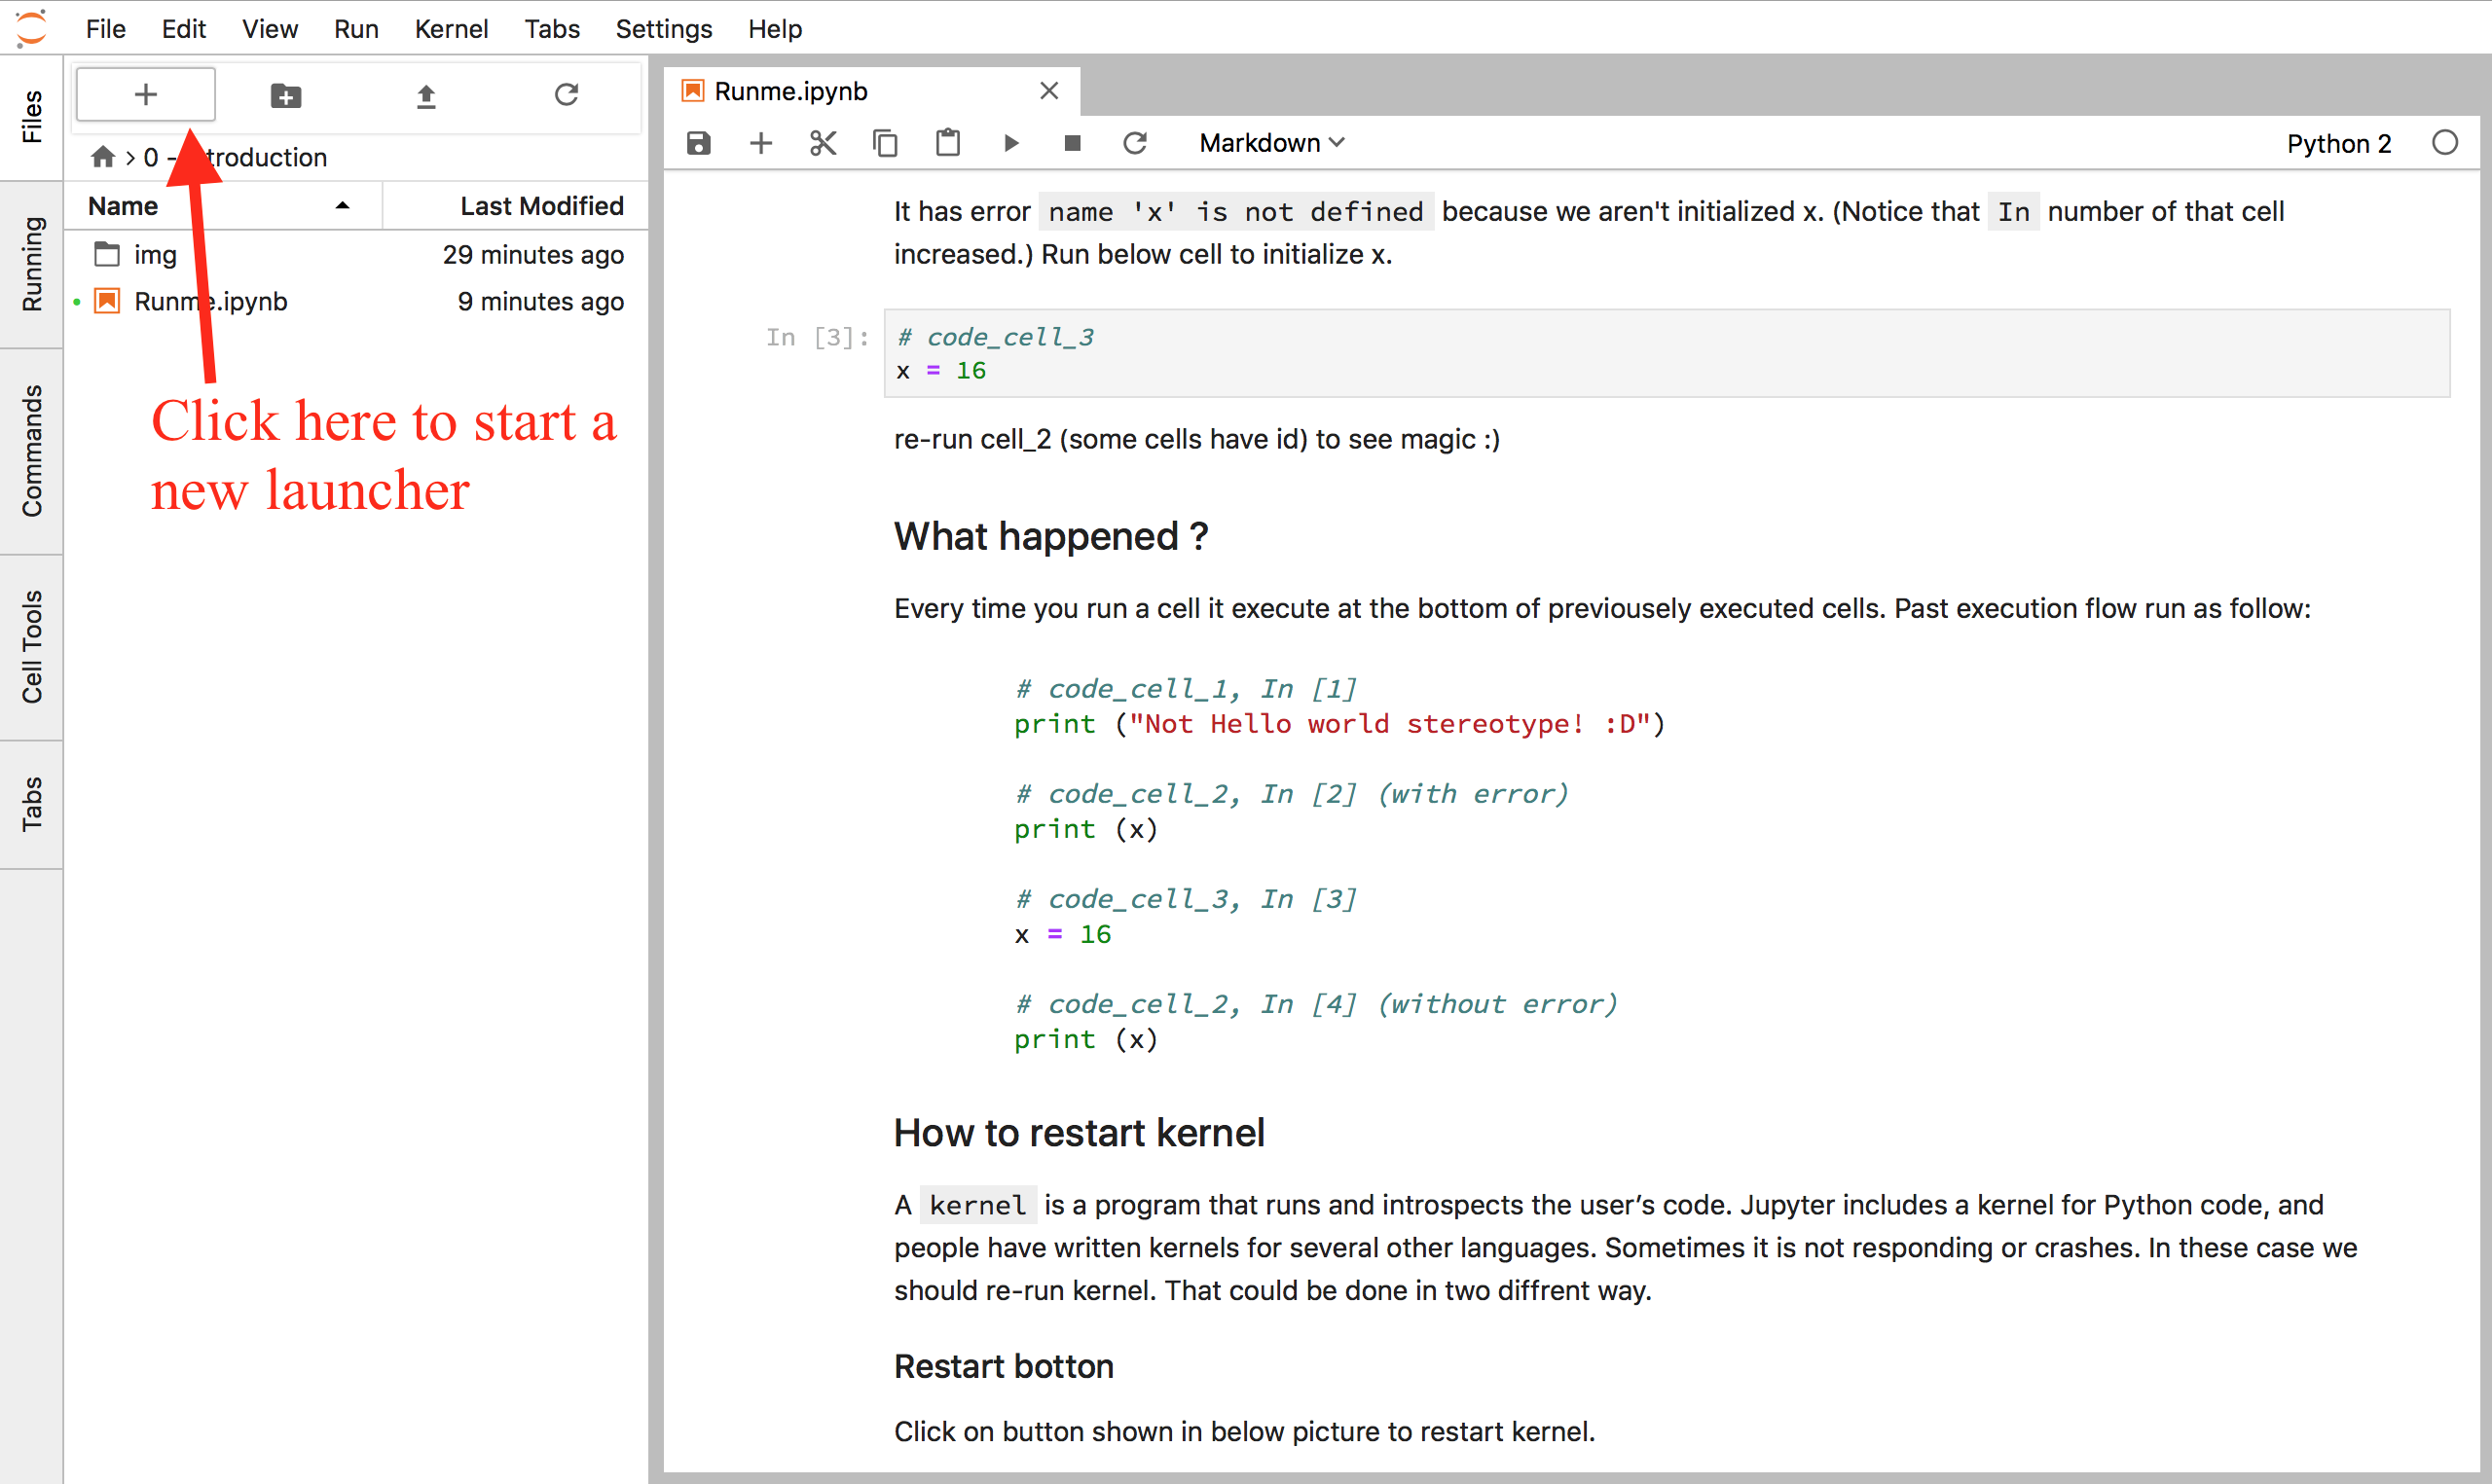 File Edit View Run Kernel Tabs Settings Help
Files
Running
Commands
Cell Tools
Tabs
0 - troduction
Name Last Modified
img 29 minutes ago
Runme.ipynb 9 minutes ago
Click here to start a
new launcher
Runme.ipynb
Markdown Python 2
It has error name 'x' is not defined because we aren't initialized x. (Notice that In number of that cell
increased.) Run below cell to initialize x.
In [3]: # code_cell_3
x = 16
re-run cell_2 (some cells have id) to see magic :)
What happened ?
Every time you run a cell it execute at the bottom of previousely executed cells. Past execution flow run as follow:
# code_cell_1, In [1]
print ("Not Hello world stereotype! :D")
# code_cell_2, In [2] (with error)
print (x)
# code_cell_3, In [3]
x = 16
# code_cell_2, In [4] (without error)
print (x)
How to restart kernel
A kernel is a program that runs and introspects the user’s code. Jupyter includes a kernel for Python code, and
people have written kernels for several other languages. Sometimes it is not responding or crashes. In these case we
should re-run kernel. That could be done in two diffrent way.
Restart botton
Click on button shown in below picture to restart kernel.